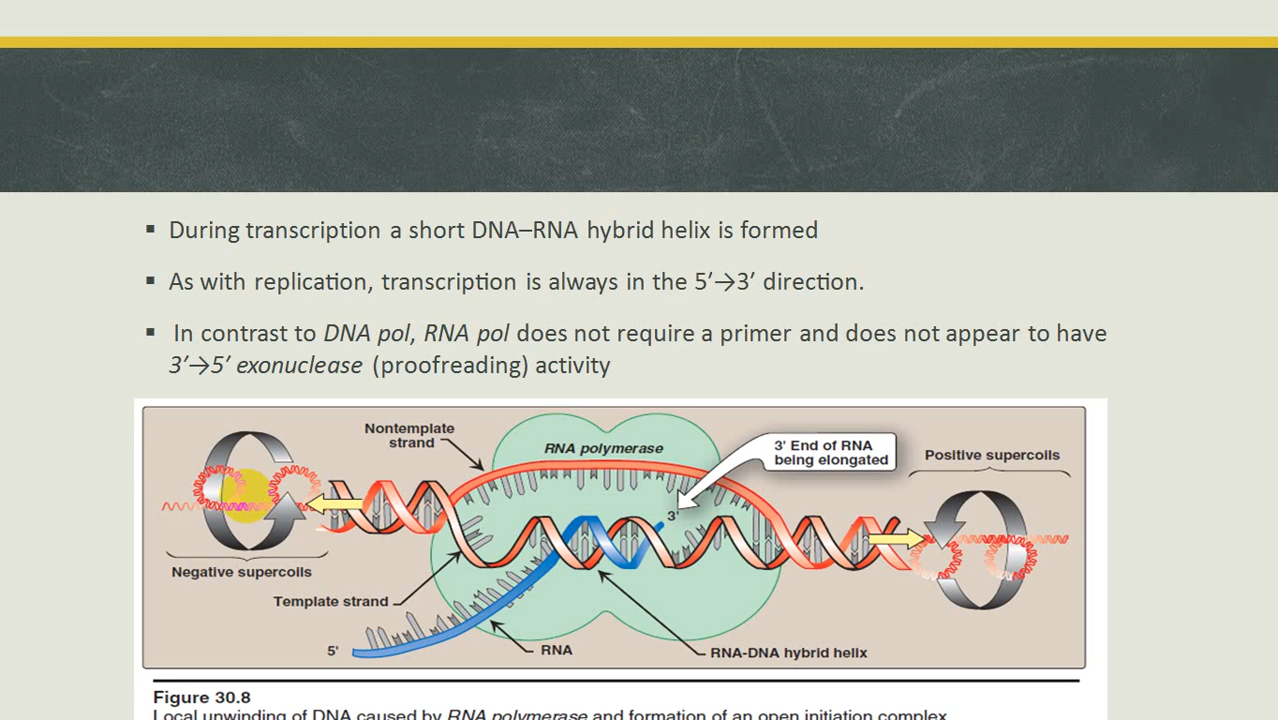 ▪ During transcription a short DNA–RNA hybrid helix is formed
▪ As with replication, transcription is always in the 5′→3′ direction.
▪ In contrast to DNA pol, RNA pol does not require a primer and does not appear to have
3′→5′ exonuclease (proofreading) activity
Nontemplate
strand
RNA polymerase
3' End of RNA
being elongated
Positive supercoils
3'
Negative supercoils
Template strand
5'
RNA
RNA-DNA hybrid helix
Figure 30.8
Local unwinding of DNA caused by RNA polymerase and formation of an open initiation complex